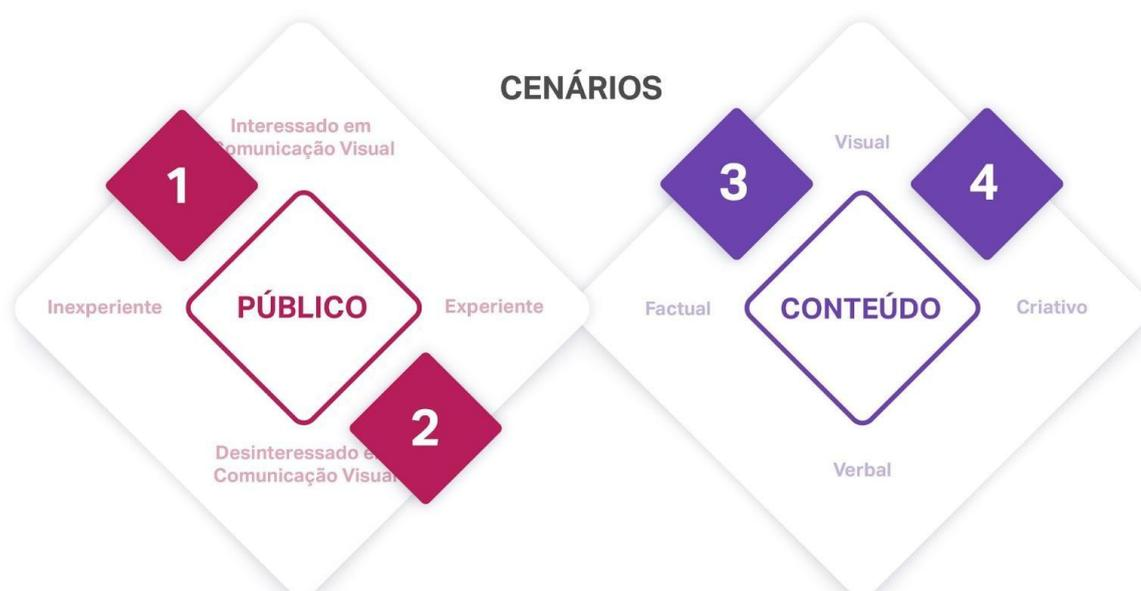 CENÁRIOS
1
Interessado em
omunicação Visual
Inexperiente
PÚBLICO
Experiente
2
Desinteressado e
Comunicação Visual
3
Visual
4
Factual
CONTEÚDO
Criativo
Verbal